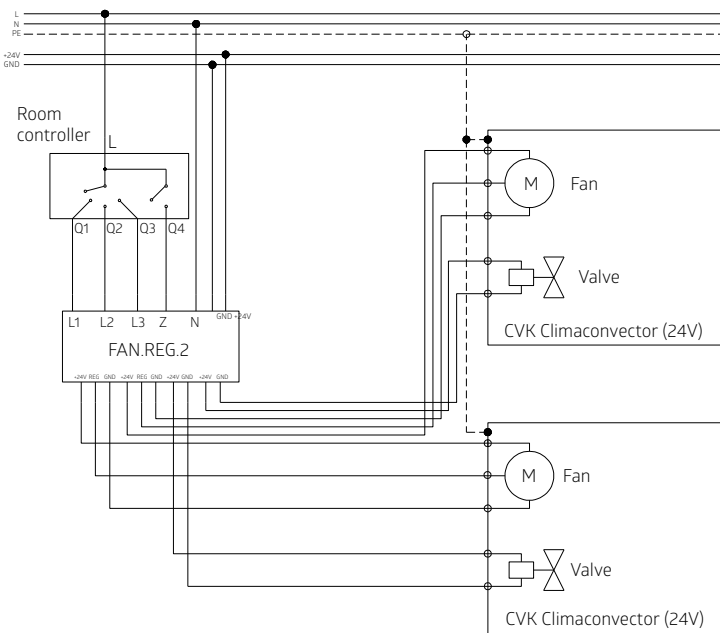 L
N
PE
+24V
GND
Room
controller
L
Q1 Q2 Q3 Q4
L1 L2 L3 Z N GND +24V
FAN.REG.2
+24V REG GND +24V REG GND +24V GND +24V GND
M Fan
Valve
CVK Climaconvector (24V)
M Fan
Valve
CVK Climaconvector (24V)